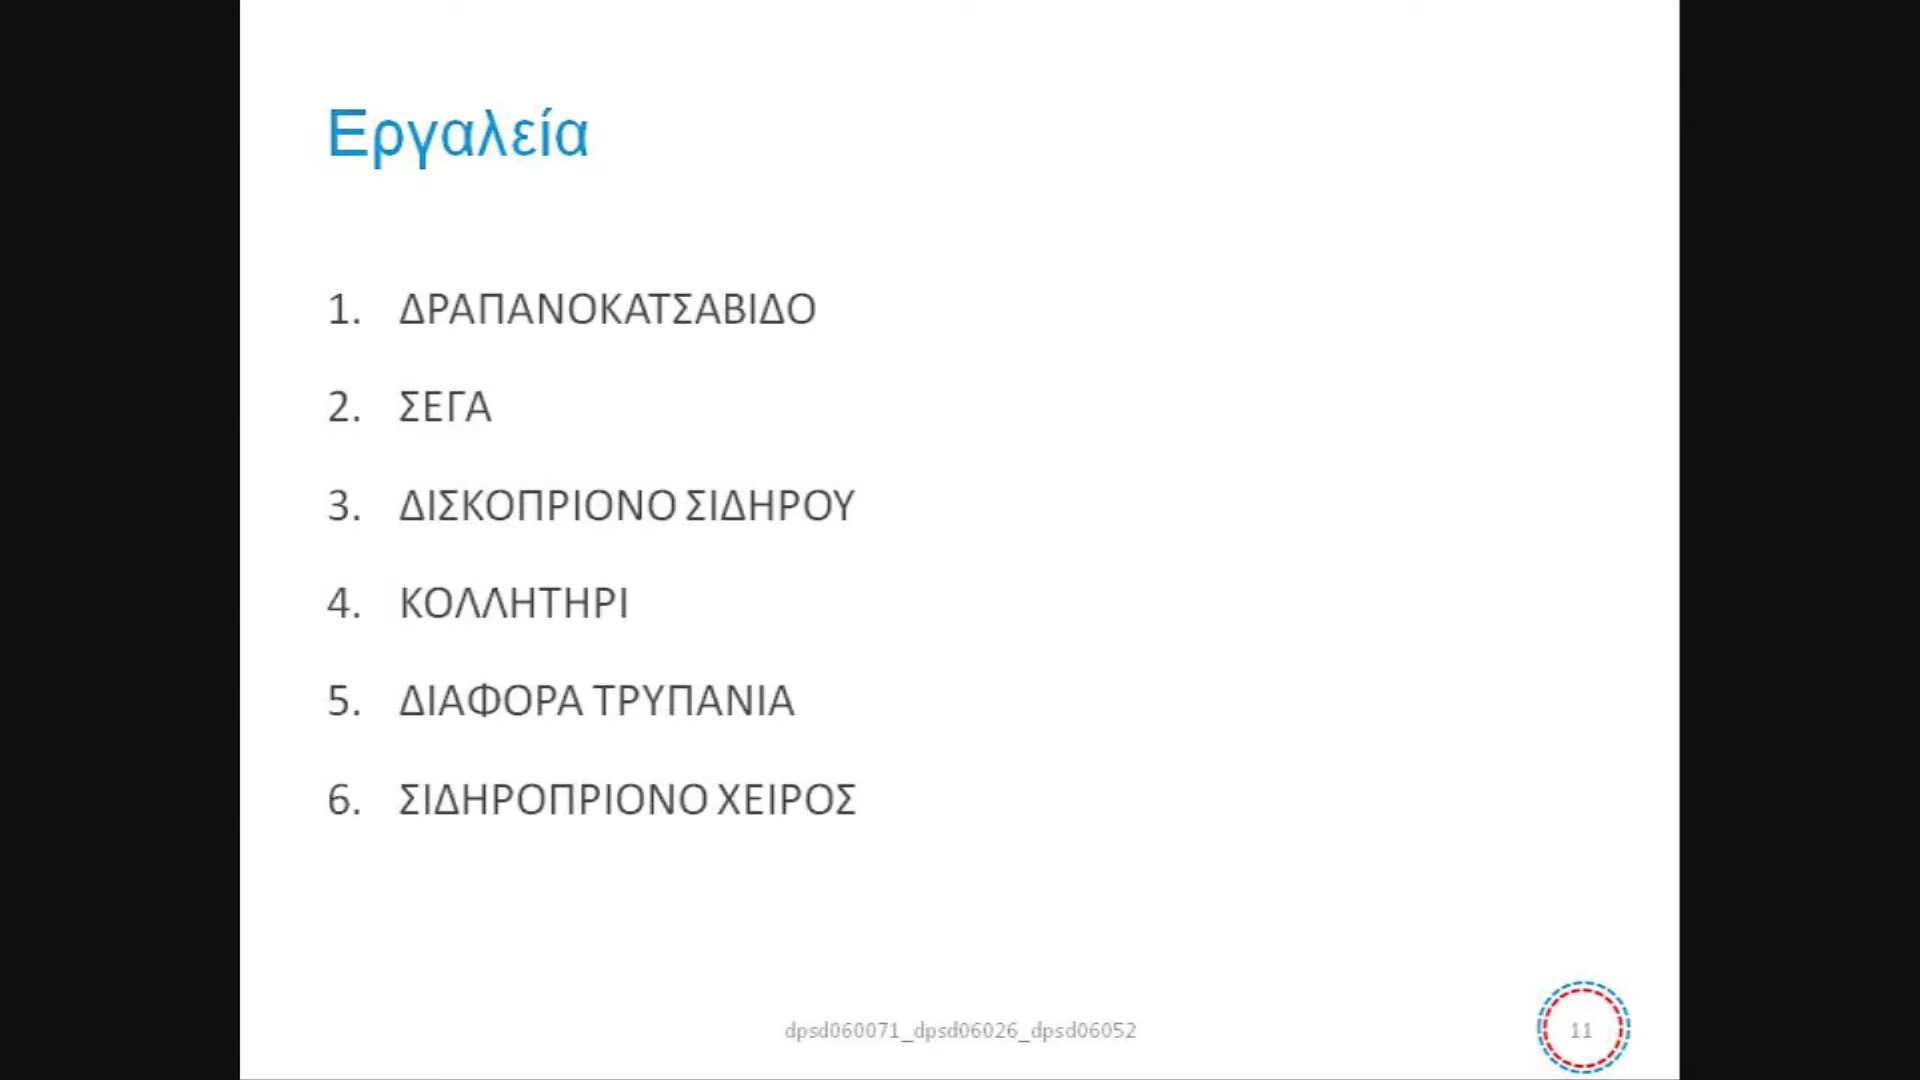 Εργαλεία
1. ΔΡΑΠΑΝΟΚΑΤΣΑΒΙΔΟ
2. ΣΕΓΑ
3. ΔΙΣΚΟΠΡΙΟΝΟ ΣΙΔΗΡΟΥ
4. ΚΟΛΛΗΤΗΡΙ
5. ΔΙΑΦΟΡΑ ΤΡΥΠΑΝΙΑ
6. ΣΙΔΗΡΟΠΡΙΟΝΟ ΧΕΙΡΟΣ
dpsd060071_dpsd06026_dpsd06052
11